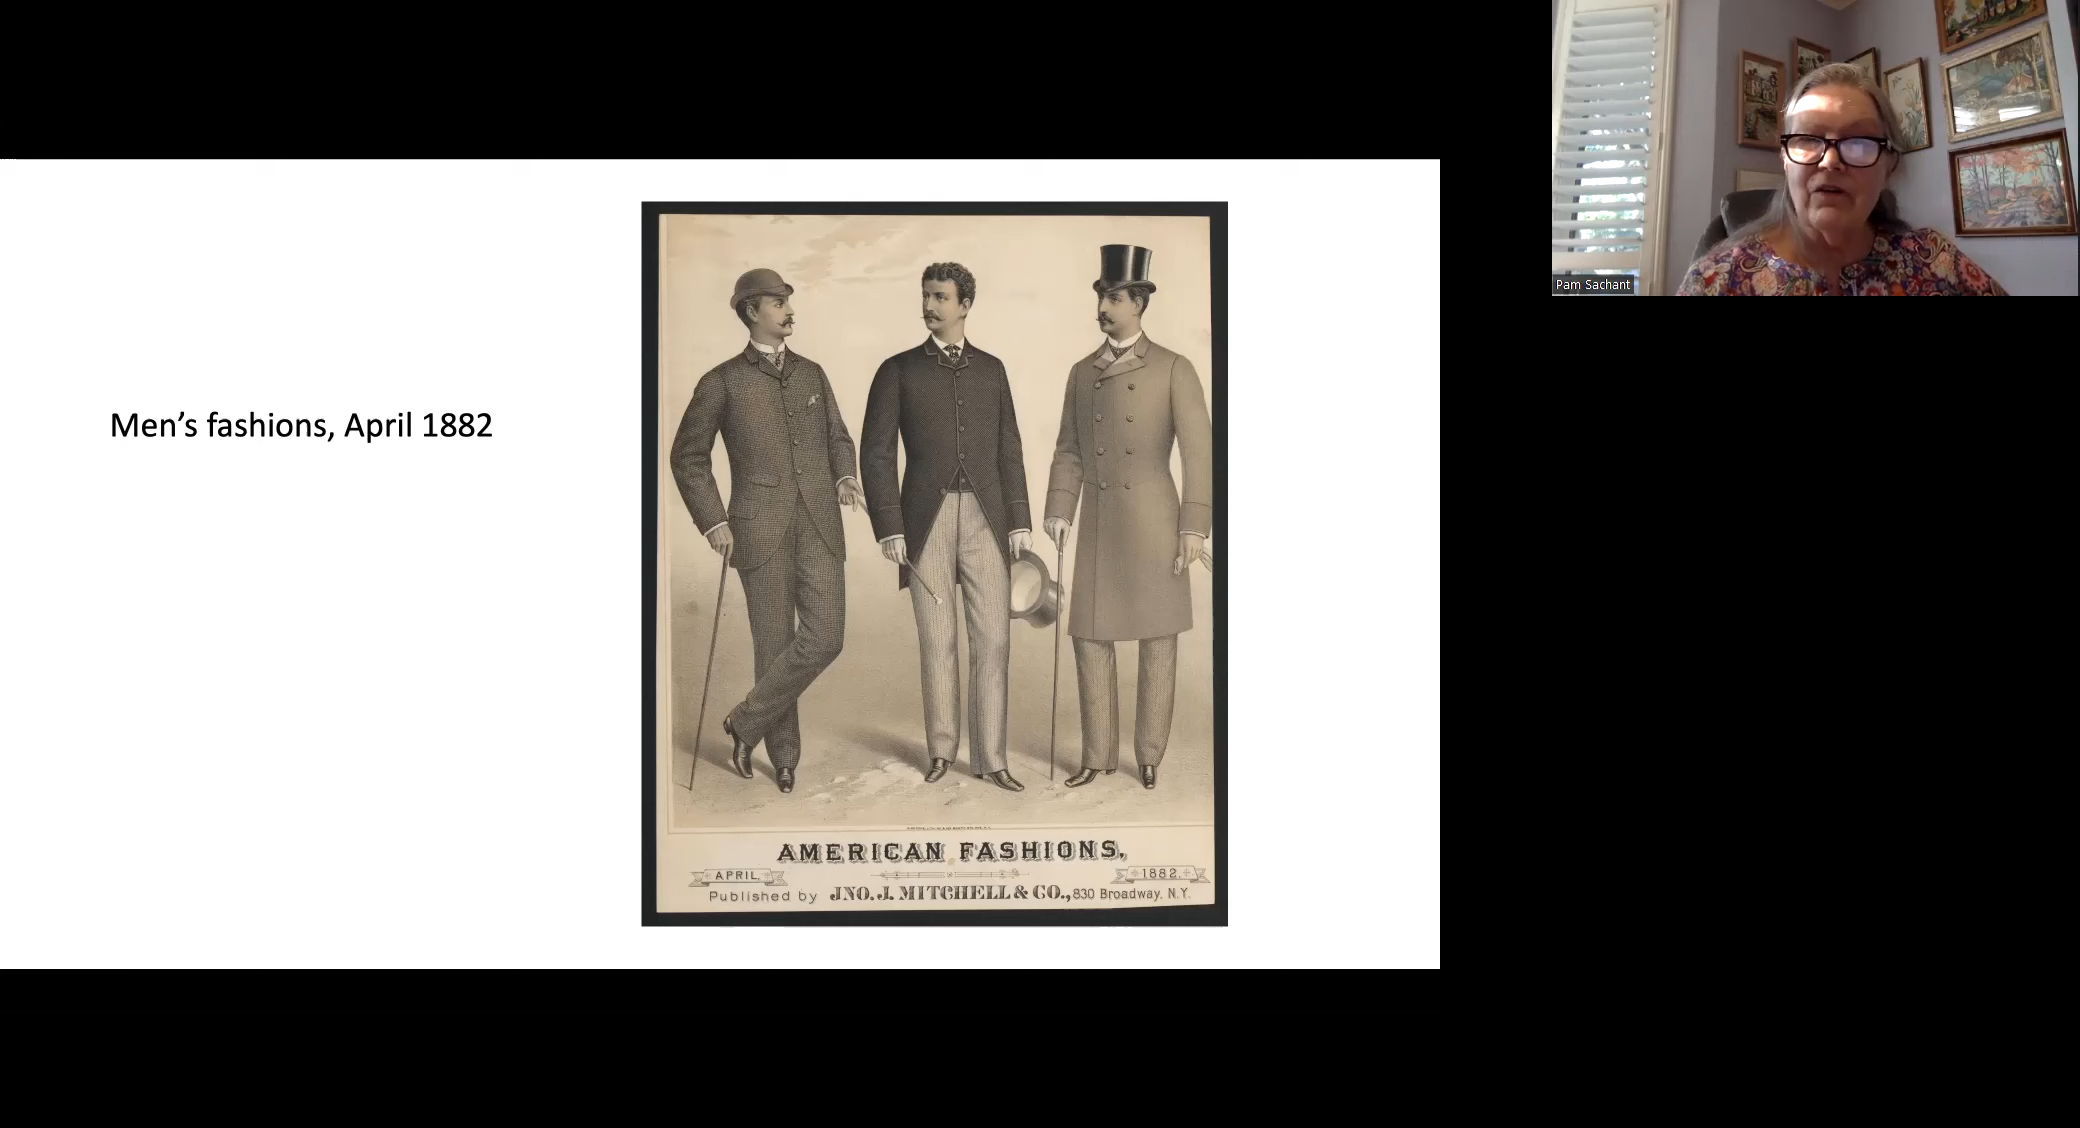 Men's fashions, April 1882
AMERICAN FASHIONS,
APRIL,
1882.
Published by JNO. J. MITCHELL & CO., 830 Broadway, N.Y.
Pam Sachant